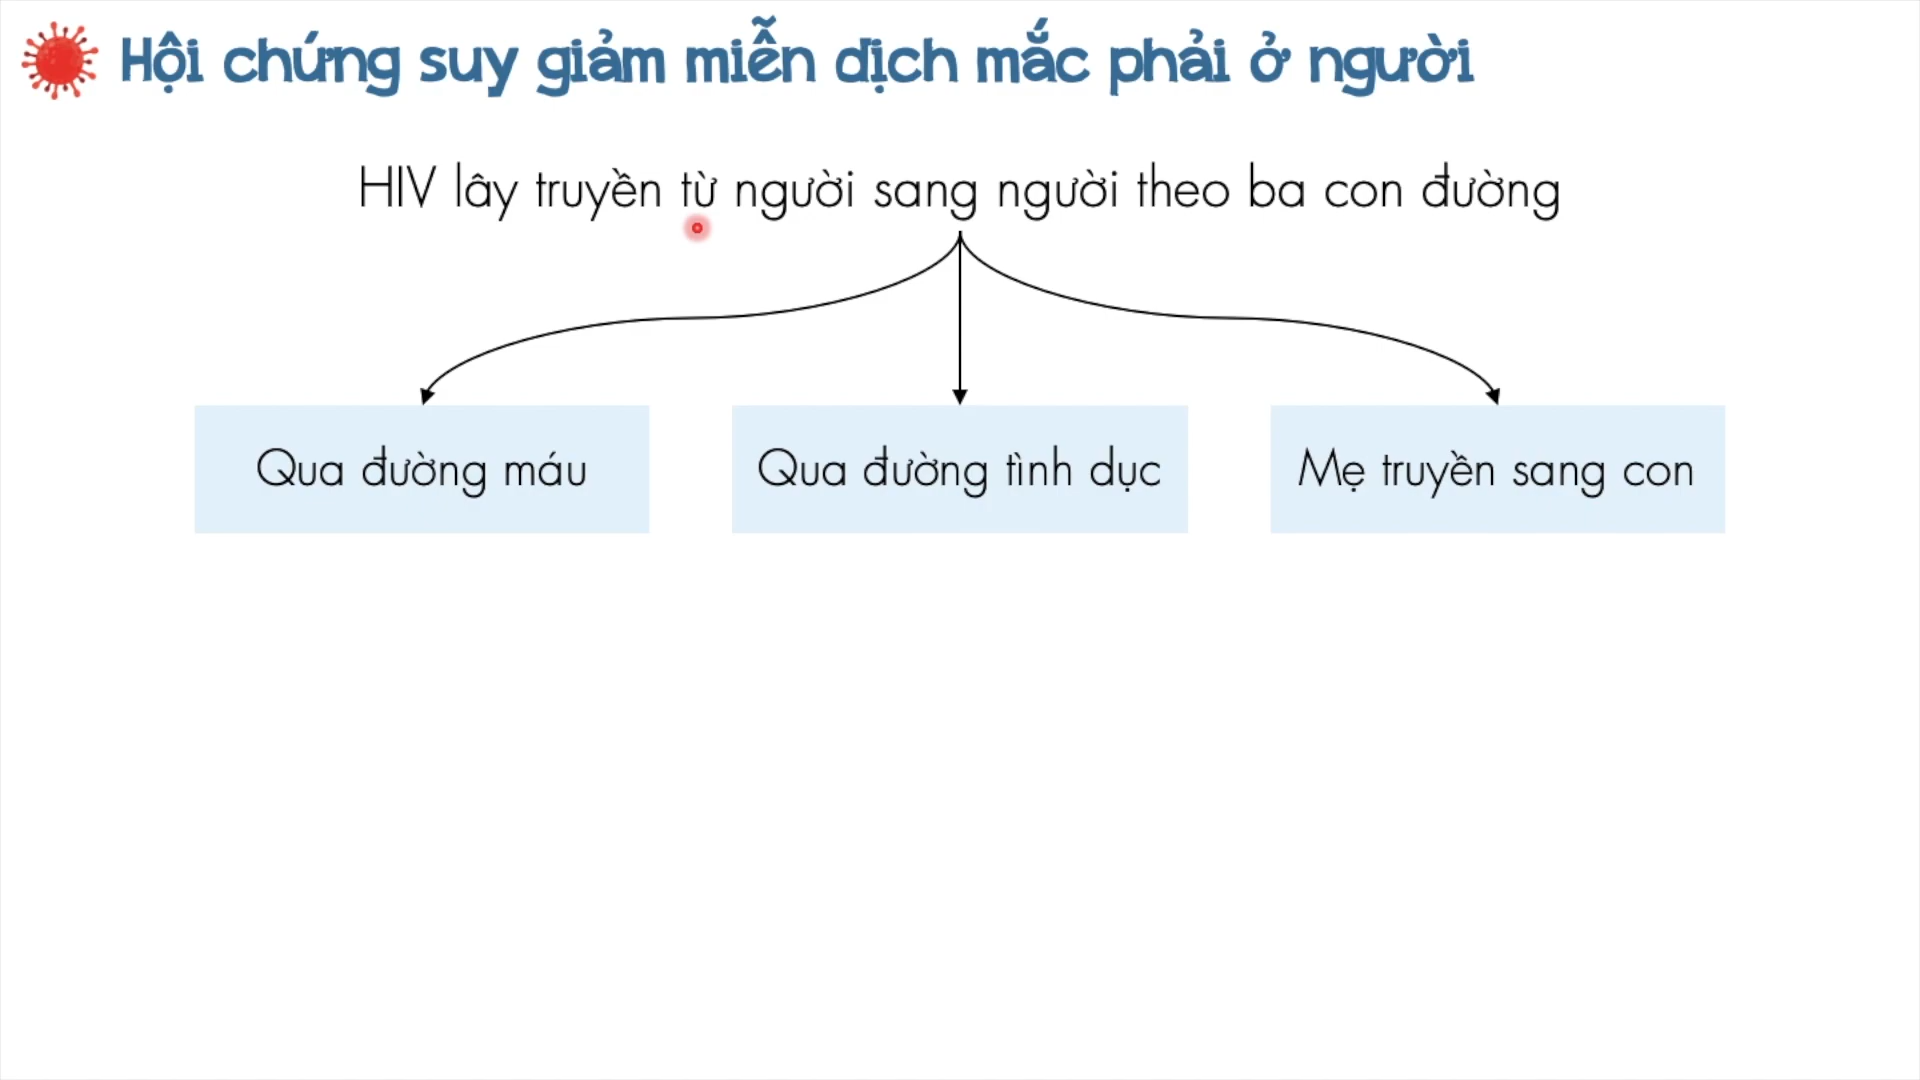 Hội chứng suy giảm miễn dịch mắc phải ở người
HIV lây truyền từ người sang người theo ba con đường
Qua đường máu
Qua đường tình dục
Mẹ truyền sang con